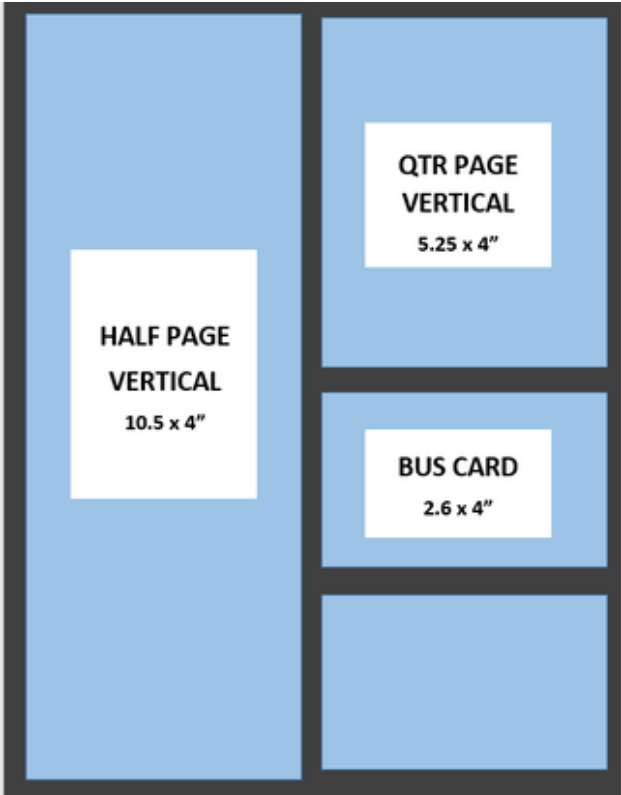 HALF PAGE
VERTICAL
10.5 x 4”
QTR PAGE
VERTICAL
5.25 x 4”
BUS CARD
2.6 x 4”